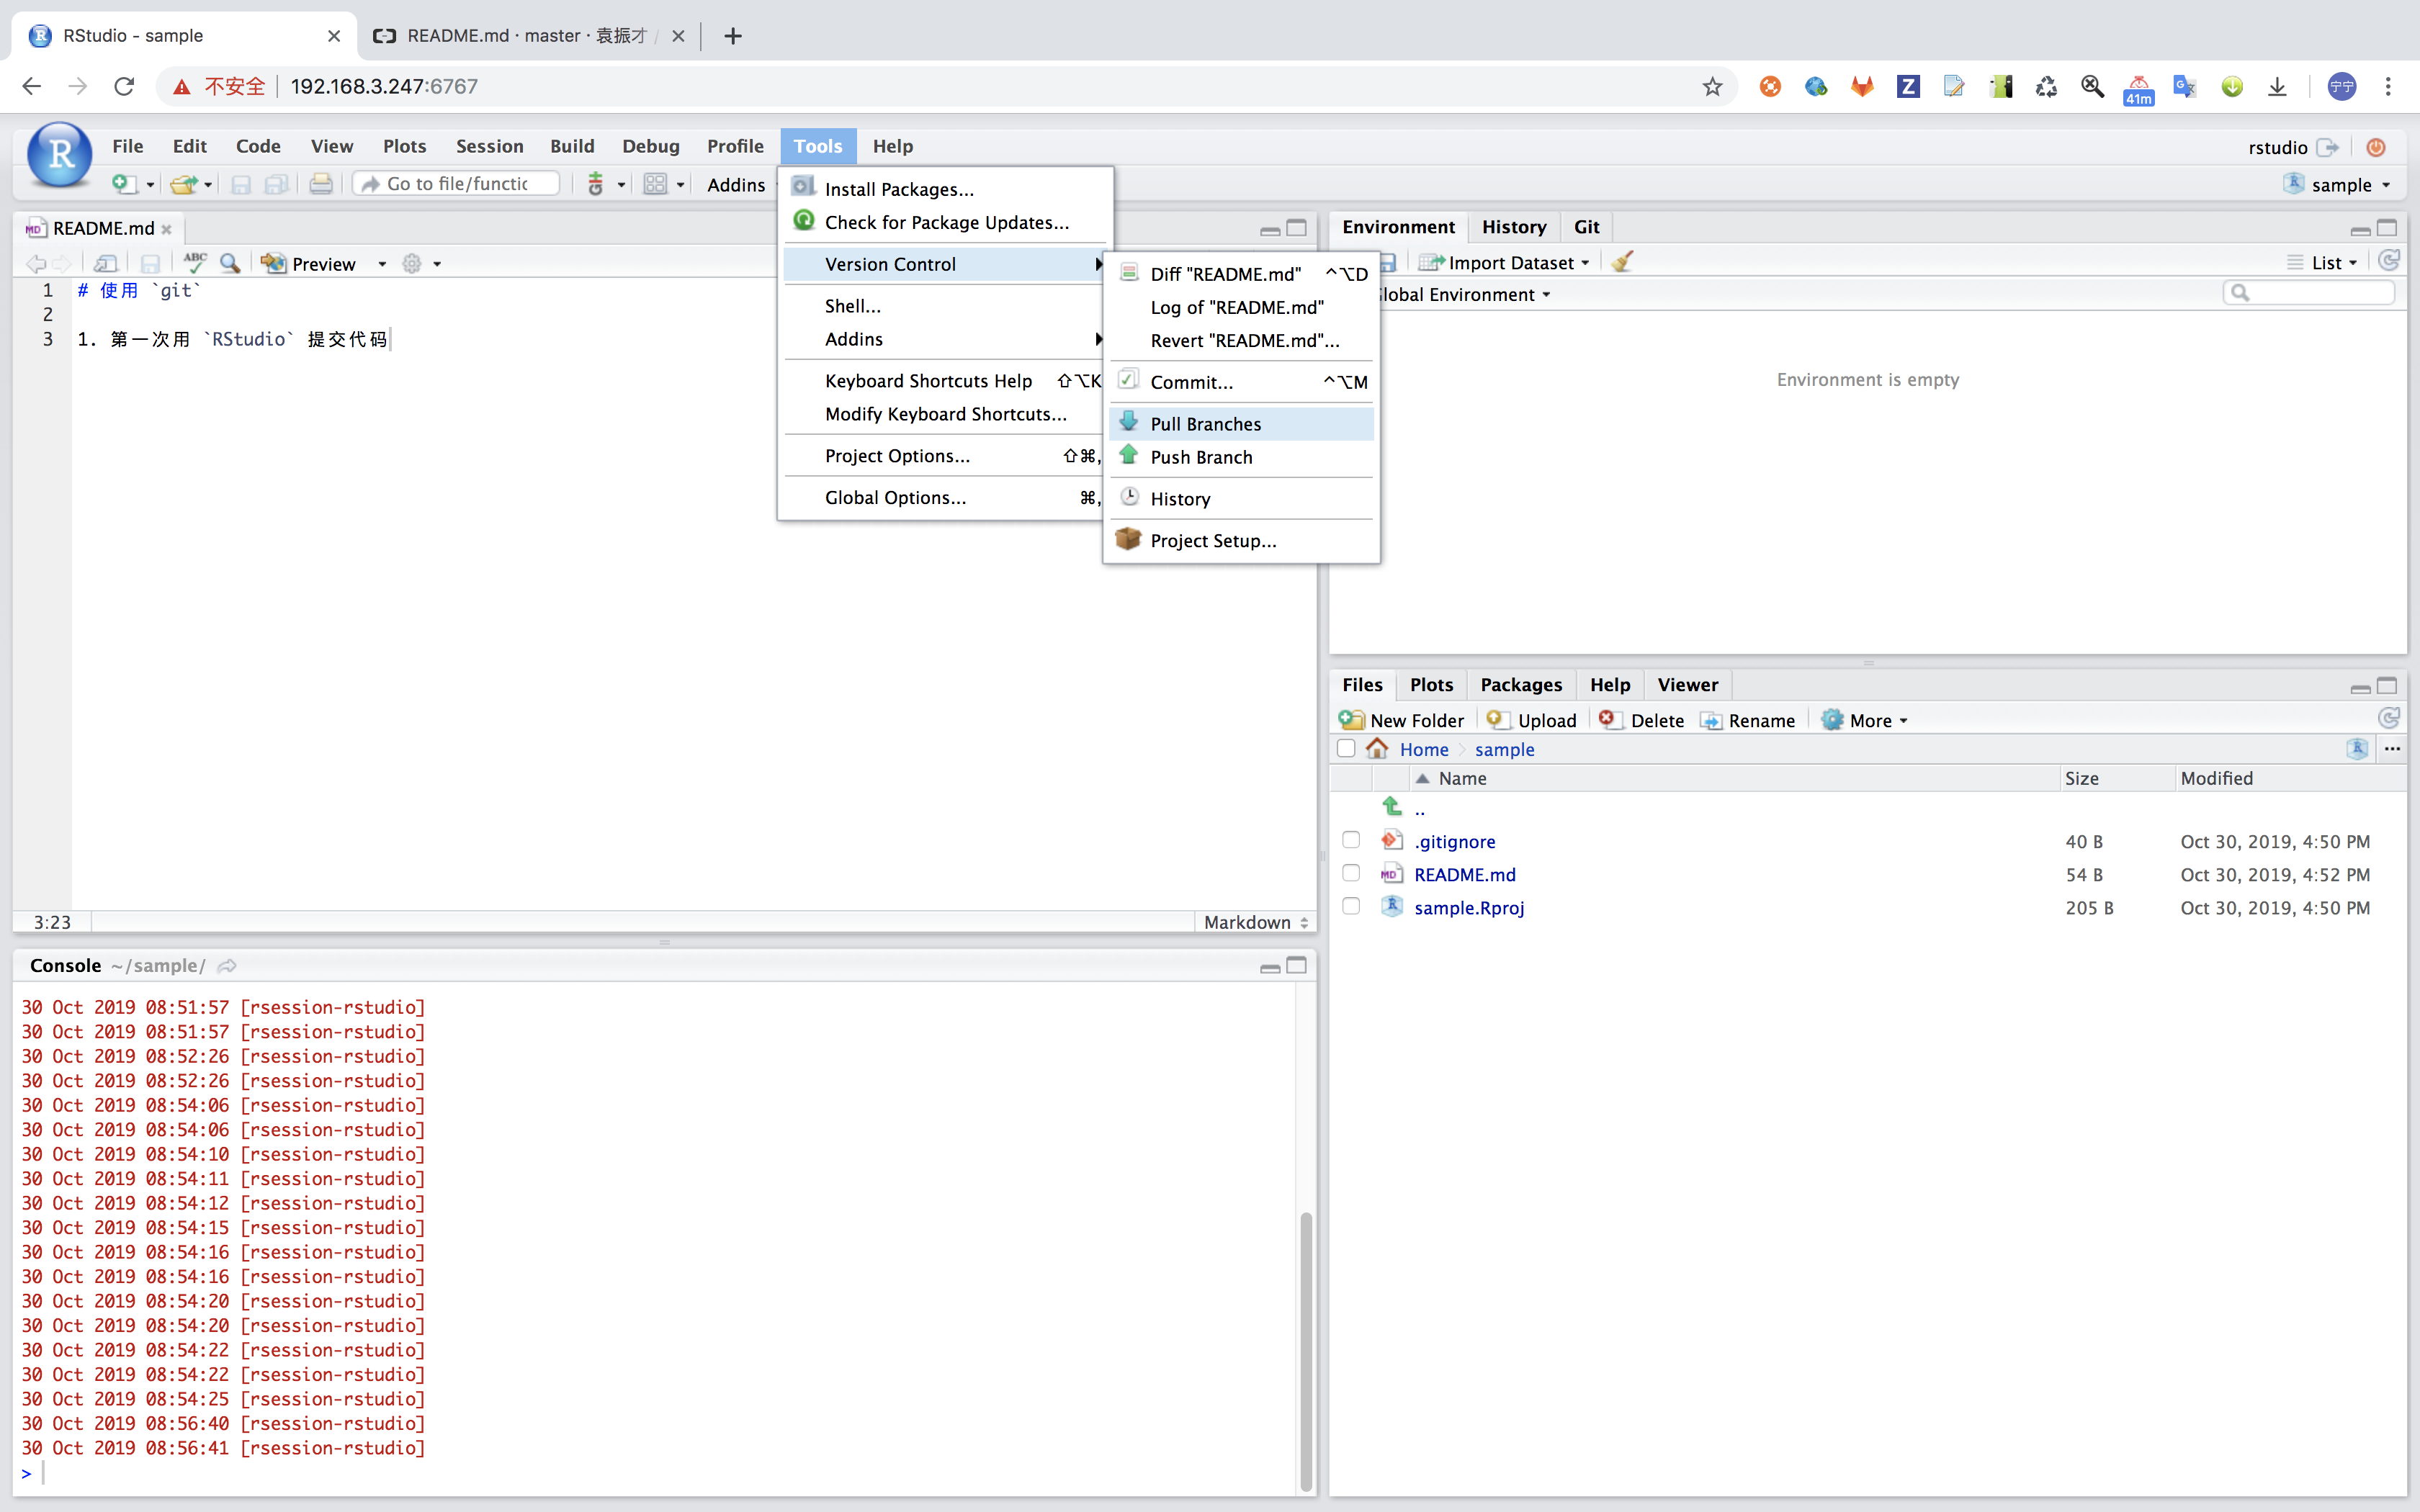 RStudio - sample
README.md · master · 袁振才 /
不安全 192.168.3.247:6767
41m
宁宁
File Edit Code View Plots Session Build Debug Profile Tools Help
rstudio
Go to file/functic Addins
sample
README.md
Preview
1 # 使用 `git`
2
3 1. 第一次用 `RStudio` 提交代码
3:23 Markdown
Install Packages...
Check for Package Updates...
Version Control
Shell...
Addins
Keyboard Shortcuts Help ⇧⌥K
Modify Keyboard Shortcuts...
Project Options... ⇧⌘,
Global Options... ⌘,
Diff "README.md" ^⌥D
Log of "README.md"
Revert "README.md"...
Commit... ^⌥M
Pull Branches
Push Branch
History
Project Setup...
Console ~/sample/
30 Oct 2019 08:51:57 [rsession-rstudio]
30 Oct 2019 08:51:57 [rsession-rstudio]
30 Oct 2019 08:52:26 [rsession-rstudio]
30 Oct 2019 08:52:26 [rsession-rstudio]
30 Oct 2019 08:54:06 [rsession-rstudio]
30 Oct 2019 08:54:06 [rsession-rstudio]
30 Oct 2019 08:54:10 [rsession-rstudio]
30 Oct 2019 08:54:11 [rsession-rstudio]
30 Oct 2019 08:54:12 [rsession-rstudio]
30 Oct 2019 08:54:15 [rsession-rstudio]
30 Oct 2019 08:54:16 [rsession-rstudio]
30 Oct 2019 08:54:16 [rsession-rstudio]
30 Oct 2019 08:54:20 [rsession-rstudio]
30 Oct 2019 08:54:20 [rsession-rstudio]
30 Oct 2019 08:54:22 [rsession-rstudio]
30 Oct 2019 08:54:22 [rsession-rstudio]
30 Oct 2019 08:54:25 [rsession-rstudio]
30 Oct 2019 08:56:40 [rsession-rstudio]
30 Oct 2019 08:56:41 [rsession-rstudio]
>
Environment History Git
Import Dataset List
lobal Environment
Environment is empty
Files Plots Packages Help Viewer
New Folder Upload Delete Rename More
Home sample ...
Name Size Modified
..
.gitignore 40 B Oct 30, 2019, 4:50 PM
README.md 54 B Oct 30, 2019, 4:52 PM
sample.Rproj 205 B Oct 30, 2019, 4:50 PM